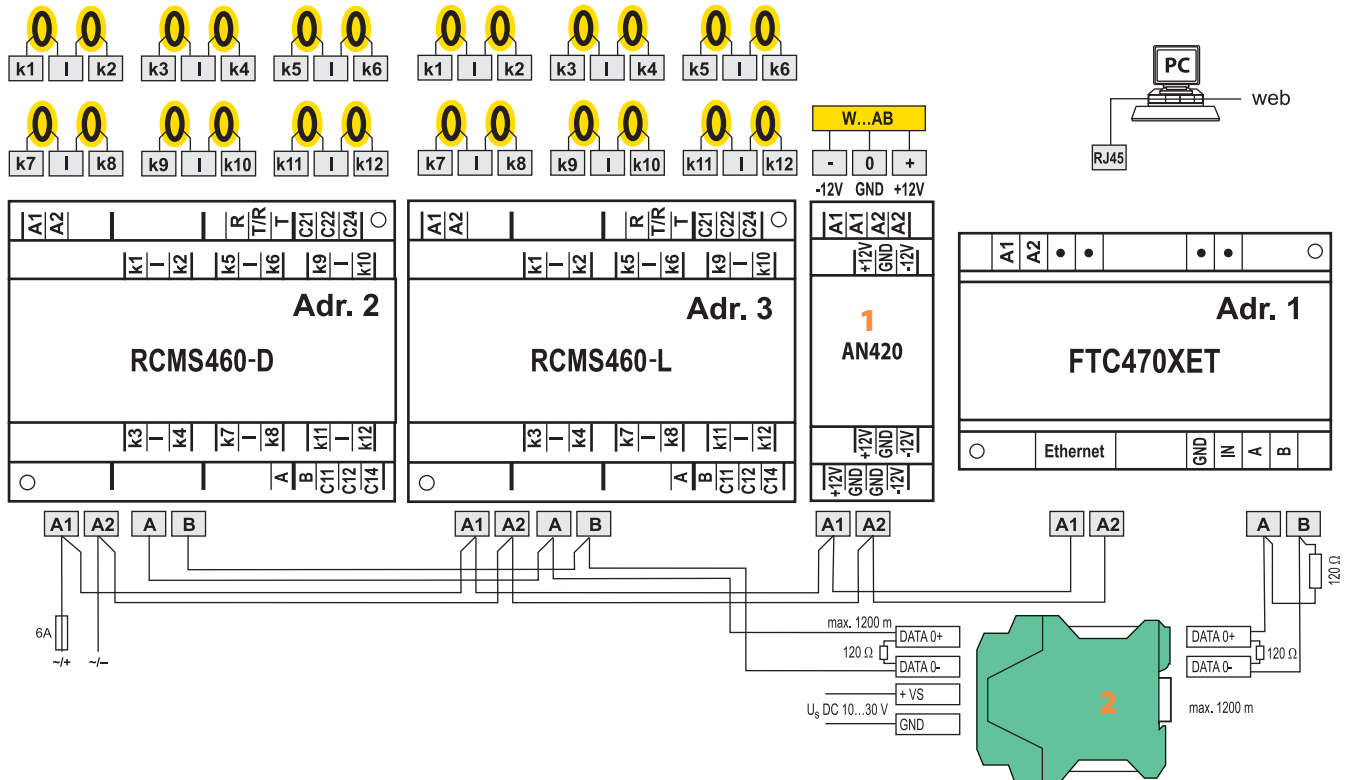 k1 I k2 k3 I k4 k5 I k6 k1 I k2 k3 I k4 k5 I k6
PC
web
k7 I k8 k9 I k10 k11 I k12 k7 I k8 k9 I k10 k11 I k12
W...AB
- 0 +
-12V GND +12V
RJ45
A1 A2 R T/R T C21 C22 C24
k1 I k2 k5 I k6 k9 I k10
Adr. 2
RCMS460-D
k3 I k4 k7 I k8 k11 I k12
A B C11 C12 C14
A1 A2 R T/R T C21 C22 C24
k1 I k2 k5 I k6 k9 I k10
Adr. 3
RCMS460-L
k3 I k4 k7 I k8 k11 I k12
A B C11 C12 C14
A1 A1 A2 A2
+12V GND -12V
1
AN420
+12V GND -12V
+12V GND GND -12V
A1 A2
Adr. 1
FTC470XET
Ethernet GND IN A B
A1 A2 A B A1 A2 A B A1 A2 A1 A2 A B
120 Ω
6A
~/+ ~/–
max. 1200 m
DATA 0+
120 Ω
DATA 0-
+ VS
Us DC 10...30 V
GND
2
DATA 0+
120 Ω
DATA 0-
max. 1200 m